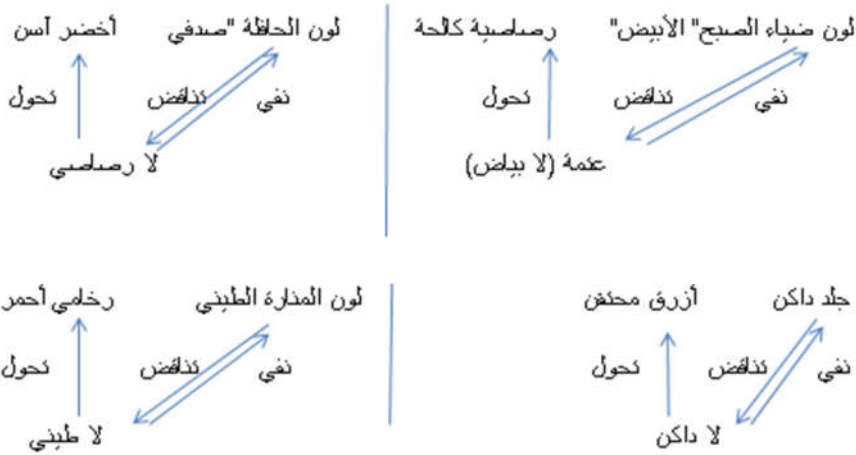 لون ضياء الصبح" الأبيض" رصاصية كالحة
نفي تناقض تحول
عتمة (لا بياض)
لون الحافلة "صدفي أخضر آسن
نفي تناقض تحول
لا رصاصي
جلد داكن أزرق محتقن
نفي تناقض تحول
لا داكن
لون المنارة الطيني رخامي أحمر
نفي تناقض تحول
لا طيني